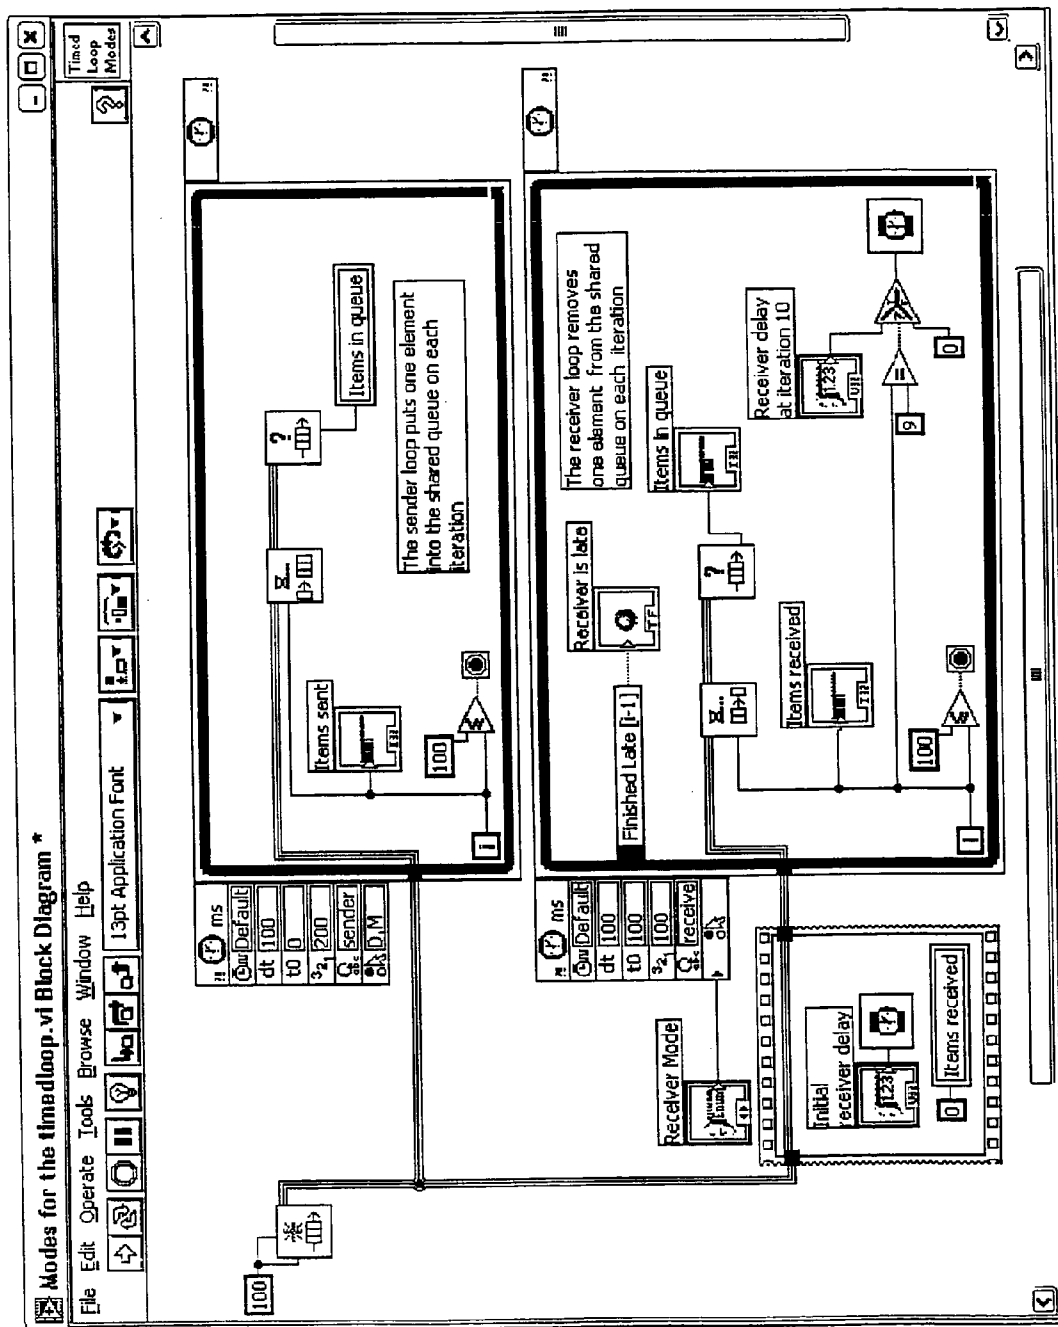 Modes for the timedloop.vi Block Diagram *
File Edit Operate Tools Browse Window Help
13pt Application Font
Timed
Loop
Modes
100
ms
Default
dt 100
t0 0
200
sender
D,M
Items sent
100
i
?
Items in queue
The sender loop puts one element
into the shared queue on each
iteration
Receiver Mode
ms
Default
dt 100
t0 100
100
receive
Finished Late [i-1]
Receiver is late
TF
The receiver loop removes
one element from the shared
queue on each iteration
Items in queue
?
Items received
100
i
Receiver delay
at iteration 10
1.23
9
0
Initial
receiver delay
1.23
0
Items received